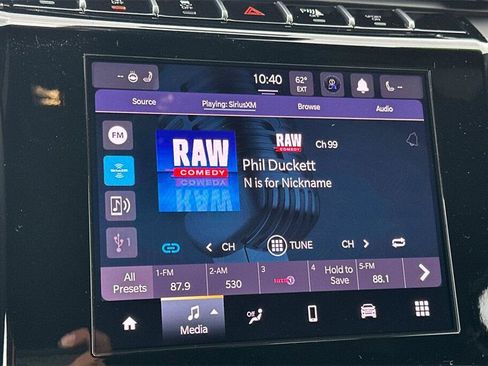 --
10:40
62°
EXT
--
Source
Playing: SiriusXM
Browse
Audio
FM
SiriusXM
1
RAW
COMEDY
RAW
COMEDY
Ch 99
Phil Duckett
N is for Nickname
CH
TUNE
CH
All
Presets
1-FM
87.9
2-AM
530
3
4
Hold to
Save
5-FM
88.1
Media
Off